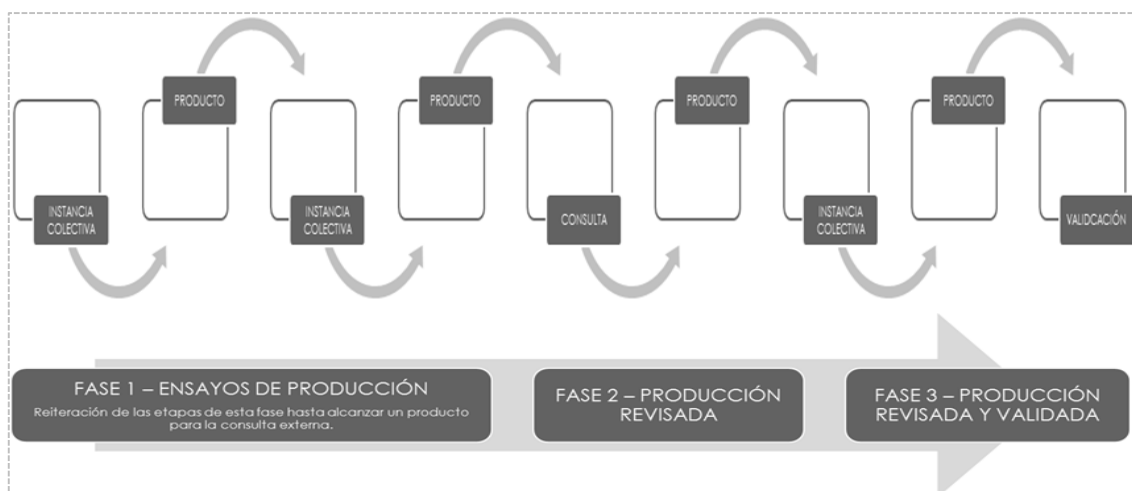 PRODUCTO
PRODUCTO
PRODUCTO
PRODUCTO
INSTANCIA
COLECTIVA
INSTANCIA
COLECTIVA
CONSULTA
INSTANCIA
COLECTIVA
VALIDCACIÓN
FASE 1 – ENSAYOS DE PRODUCCIÓN
Reiteración de las etapas de esta fase hasta alcanzar un producto
para la consulta externa.
FASE 2 – PRODUCCIÓN
REVISADA
FASE 3 – PRODUCCIÓN
REVISADA Y VALIDADA